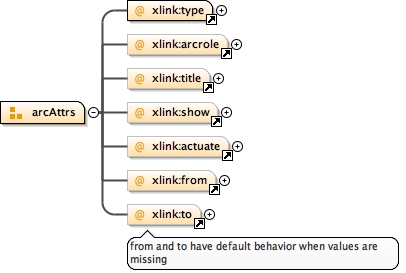 @ xlink:type
@ xlink:arcrole
@ xlink:title
arcAttrs
@ xlink:show
@ xlink:actuate
@ xlink:from
@ xlink:to
from and to have default behavior when values are
missing